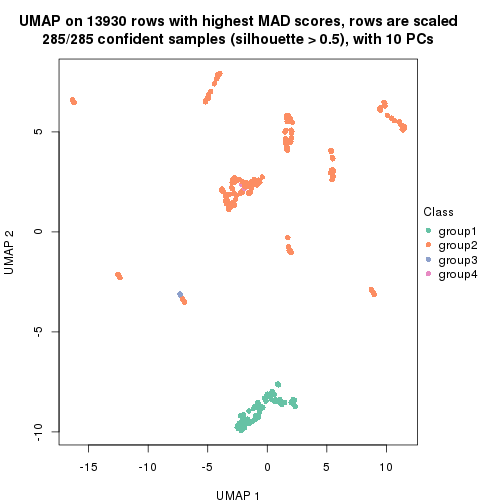 UMAP on 13930 rows with highest MAD scores, rows are scaled
285/285 confident samples (silhouette > 0.5), with 10 PCs
5
0
-5
-10
UMAP 2
-15
-10
-5
0
5
10
UMAP 1
Class
group1
group2
group3
group4